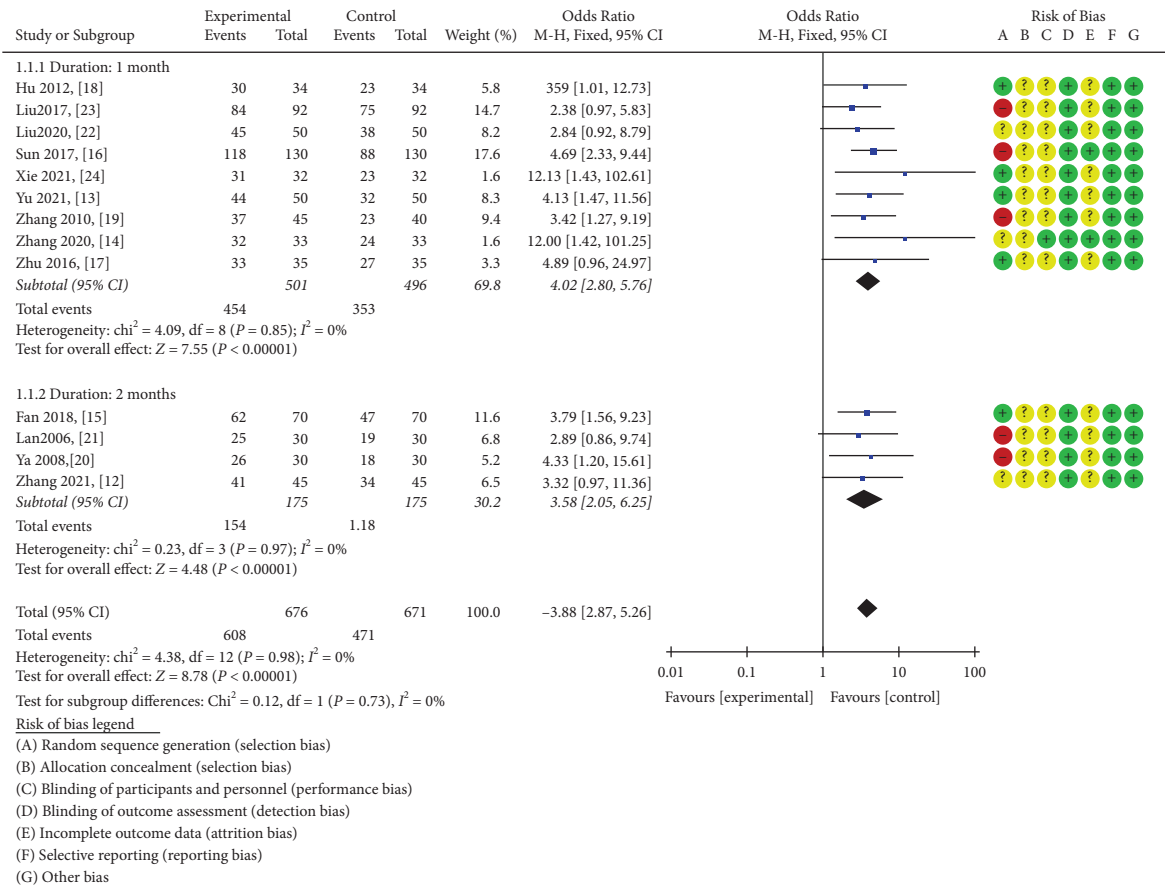 Experimental Control Odds Ratio Odds Ratio Risk of Bias
Study or Subgroup Events Total Events Total Weight (%) M-H, Fixed, 95% CI M-H, Fixed, 95% CI A B C D E F G
1.1.1 Duration: 1 month
Hu 2012, [18] 30 34 23 34 5.8 359 [1.01, 12.73] + ? ? + ? + +
Liu2017, [23] 84 92 75 92 14.7 2.38 [0.97, 5.83] – ? ? + ? + +
Liu2020, [22] 45 50 38 50 8.2 2.84 [0.92, 8.79] ? ? ? + ? + +
Sun 2017, [16] 118 130 88 130 17.6 4.69 [2.33, 9.44] – ? ? + + + +
Xie 2021, [24] 31 32 23 32 1.6 12.13 [1.43, 102.61] + ? ? + ? + +
Yu 2021, [13] 44 50 32 50 8.3 4.13 [1.47, 11.56] + ? ? + ? + +
Zhang 2010, [19] 37 45 23 40 9.4 3.42 [1.27, 9.19] – ? ? + ? + +
Zhang 2020, [14] 32 33 24 33 1.6 12.00 [1.42, 101.25] ? ? + + + + +
Zhu 2016, [17] 33 35 27 35 3.3 4.89 [0.96, 24.97] + ? ? + ? + +
Subtotal (95% CI) 501 496 69.8 4.02 [2.80, 5.76]
Total events 454 353
Heterogeneity: chi² = 4.09, df = 8 (P = 0.85); I² = 0%
Test for overall effect: Z = 7.55 (P < 0.00001)
1.1.2 Duration: 2 months
Fan 2018, [15] 62 70 47 70 11.6 3.79 [1.56, 9.23] + ? ? + ? + +
Lan2006, [21] 25 30 19 30 6.8 2.89 [0.86, 9.74] – ? ? + ? + +
Ya 2008,[20] 26 30 18 30 5.2 4.33 [1.20, 15.61] – ? ? + ? + +
Zhang 2021, [12] 41 45 34 45 6.5 3.32 [0.97, 11.36] ? ? ? + ? + +
Subtotal (95% CI) 175 175 30.2 3.58 [2.05, 6.25]
Total events 154 1.18
Heterogeneity: chi² = 0.23, df = 3 (P = 0.97); I² = 0%
Test for overall effect: Z = 4.48 (P < 0.00001)
Total (95% CI) 676 671 100.0 –3.88 [2.87, 5.26]
Total events 608 471
Heterogeneity: chi² = 4.38, df = 12 (P = 0.98); I² = 0%
Test for overall effect: Z = 8.78 (P < 0.00001)
0.01 0.1 1 10 100
Test for subgroup differences: Chi² = 0.12, df = 1 (P = 0.73), I² = 0%
Favours [experimental] Favours [control]
Risk of bias legend
(A) Random sequence generation (selection bias)
(B) Allocation concealment (selection bias)
(C) Blinding of participants and personnel (performance bias)
(D) Blinding of outcome assessment (detection bias)
(E) Incomplete outcome data (attrition bias)
(F) Selective reporting (reporting bias)
(G) Other bias